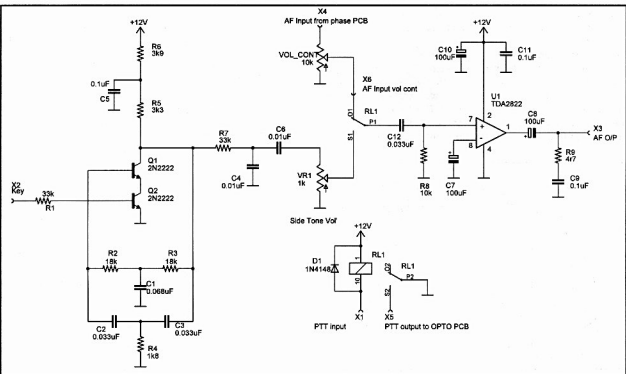 X4
AF Input from phase PCB
+12V
+12V
R6
3k9
VOL_CONT
10k
C10
100uF
C11
0.1uF
0.1uF
C5
X6
AF Input vol cont
R5
3k3
U1
TDA2822
C8
100uF
O1
RL1
P1
S1
R7
33k
C6
0.01uF
C12
0.033uF
7
2
1
8
4
X3
AF O/P
Q1
2N2222
Q2
2N2222
C4
0.01uF
VR1
1k
R8
10k
C7
100uF
R9
4r7
C9
0.1uF
X2
Key
33k
R1
Side Tone Vol'
+12V
R2
18k
R3
18k
D1
1N4148
1
10
RL1
O2
RL1
P2
S2
C1
0.068uF
C2
0.033uF
C3
0.033uF
X1
X5
R4
1k8
PTT input
PTT output to OPTO PCB